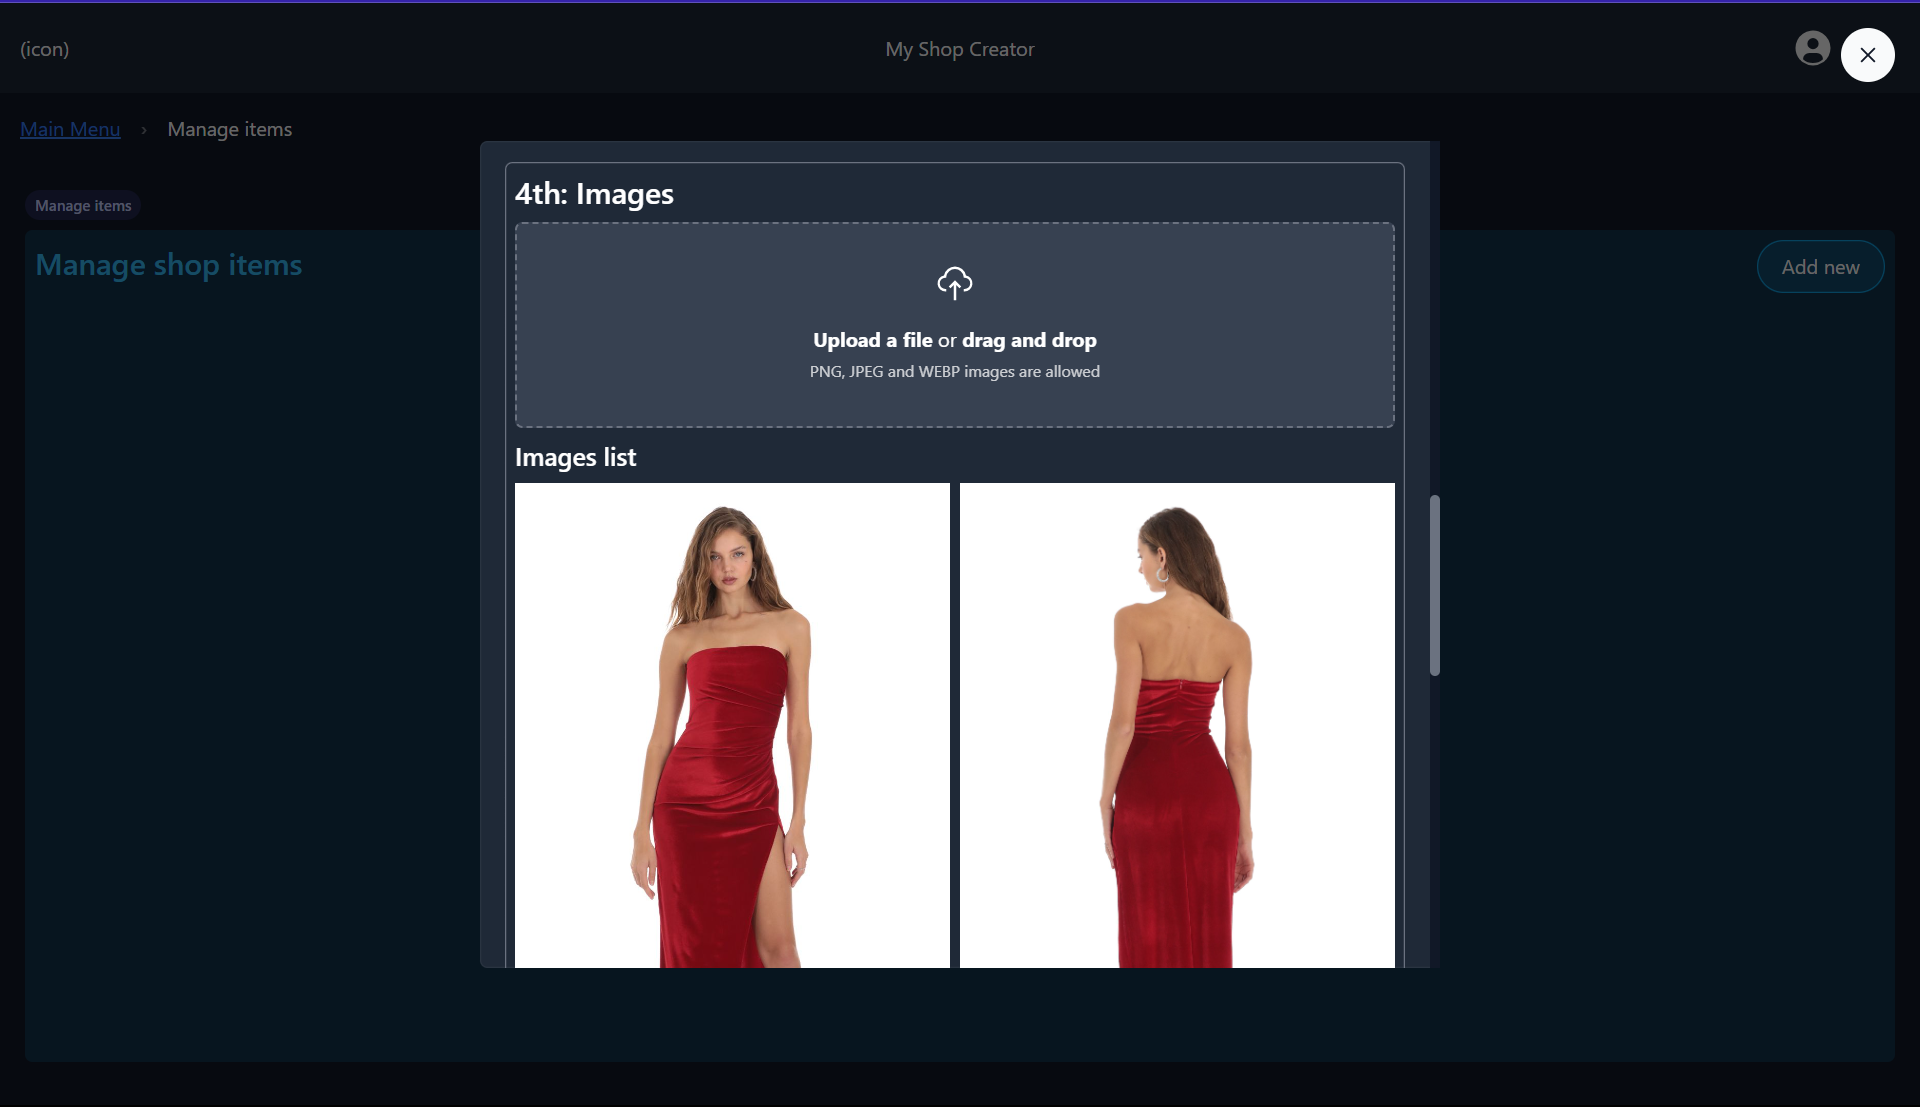 (icon)
My Shop Creator
Main Menu › Manage items
Manage items
Manage shop items
Add new
4th: Images
Upload a file or drag and drop
PNG, JPEG and WEBP images are allowed
Images list